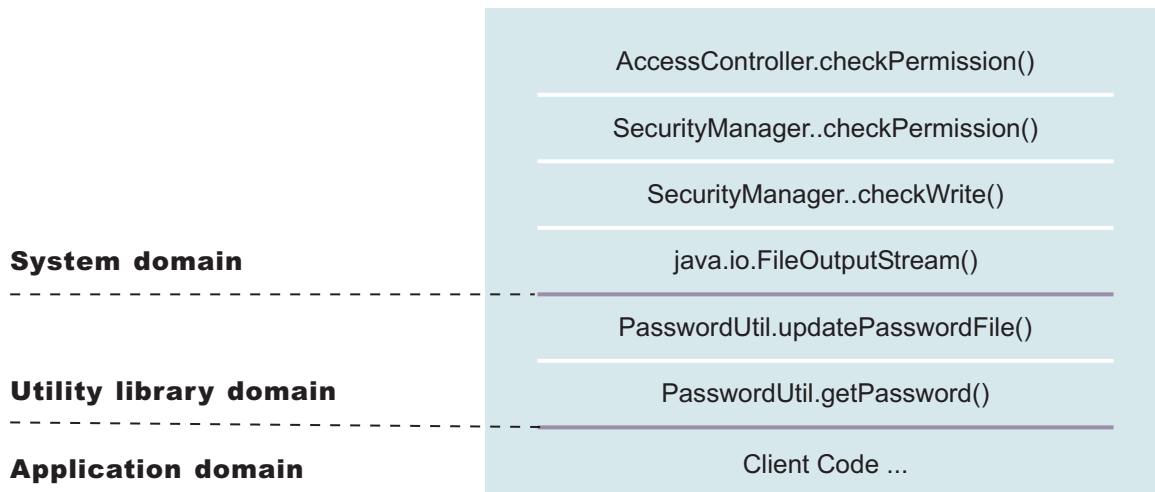 AccessController.checkPermission()
SecurityManager..checkPermission()
SecurityManager..checkWrite()
System domain
java.io.FileOutputStream()
PasswordUtil.updatePasswordFile()
Utility library domain
PasswordUtil.getPassword()
Application domain
Client Code ...